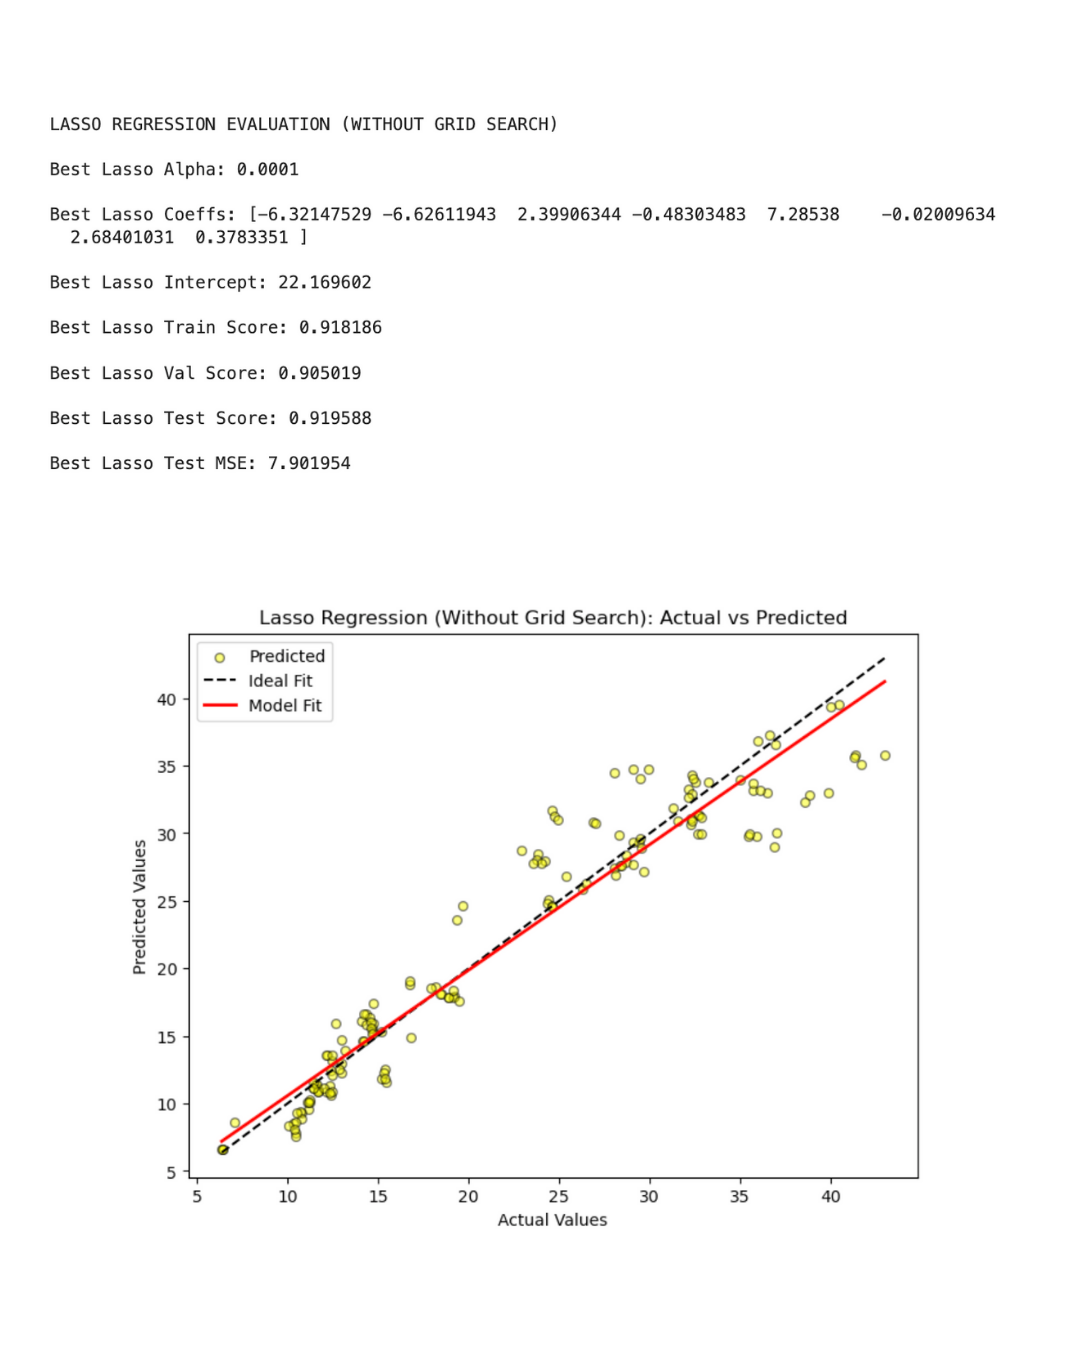 LASSO REGRESSION EVALUATION (WITHOUT GRID SEARCH)
Best Lasso Alpha: 0.0001
Best Lasso Coeffs: [-6.32147529 -6.62611943  2.39906344 -0.48303483  7.28538    -0.02009634
2.68401031  0.3783351 ]
Best Lasso Intercept: 22.169602
Best Lasso Train Score: 0.918186
Best Lasso Val Score: 0.905019
Best Lasso Test Score: 0.919588
Best Lasso Test MSE: 7.901954
Lasso Regression (Without Grid Search): Actual vs Predicted
Predicted
Ideal Fit
Model Fit
Predicted Values
40
35
30
25
20
15
10
5
5 10 15 20 25 30 35 40
Actual Values